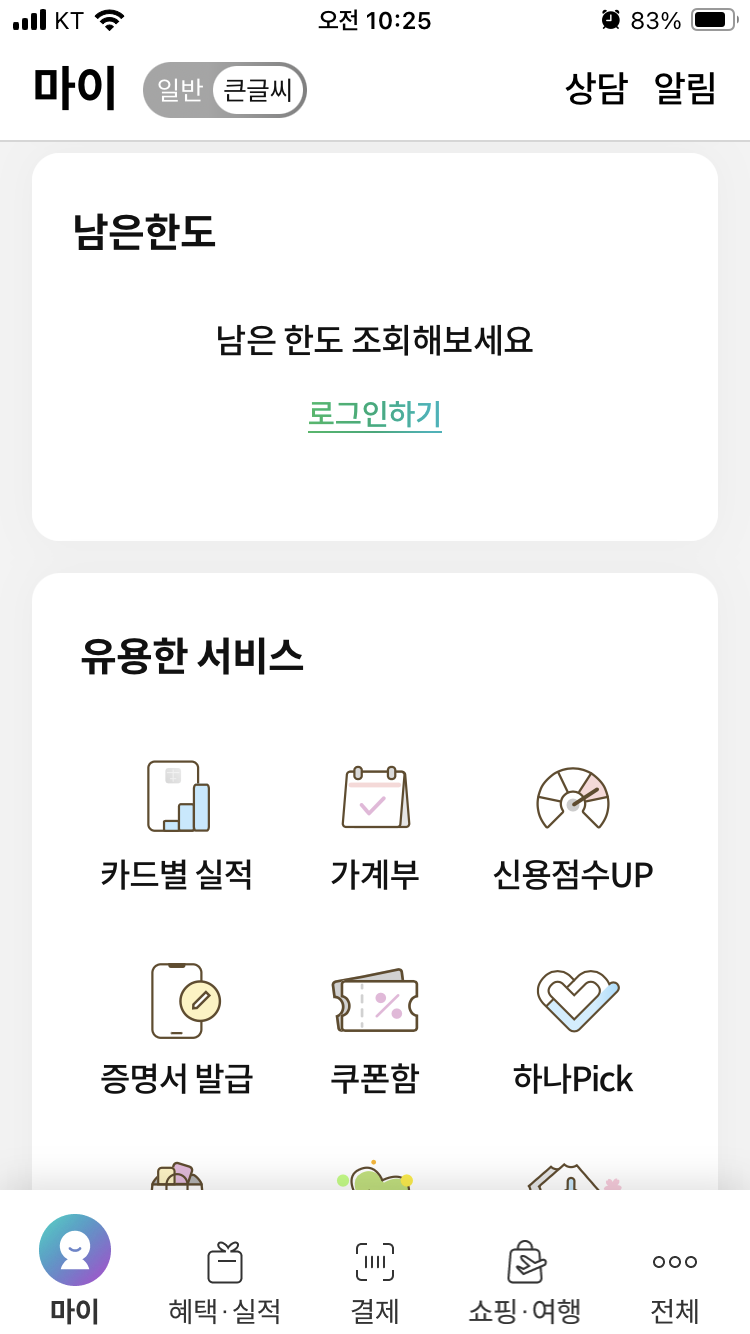 KT 오전 10:25 83%
마이 일반 큰글씨 상담 알림
남은한도
남은 한도 조회해보세요
로그인하기
유용한 서비스
카드별 실적 가계부 신용점수UP
증명서 발급 쿠폰함 하나Pick
마이 혜택·실적 결제 쇼핑·여행 전체